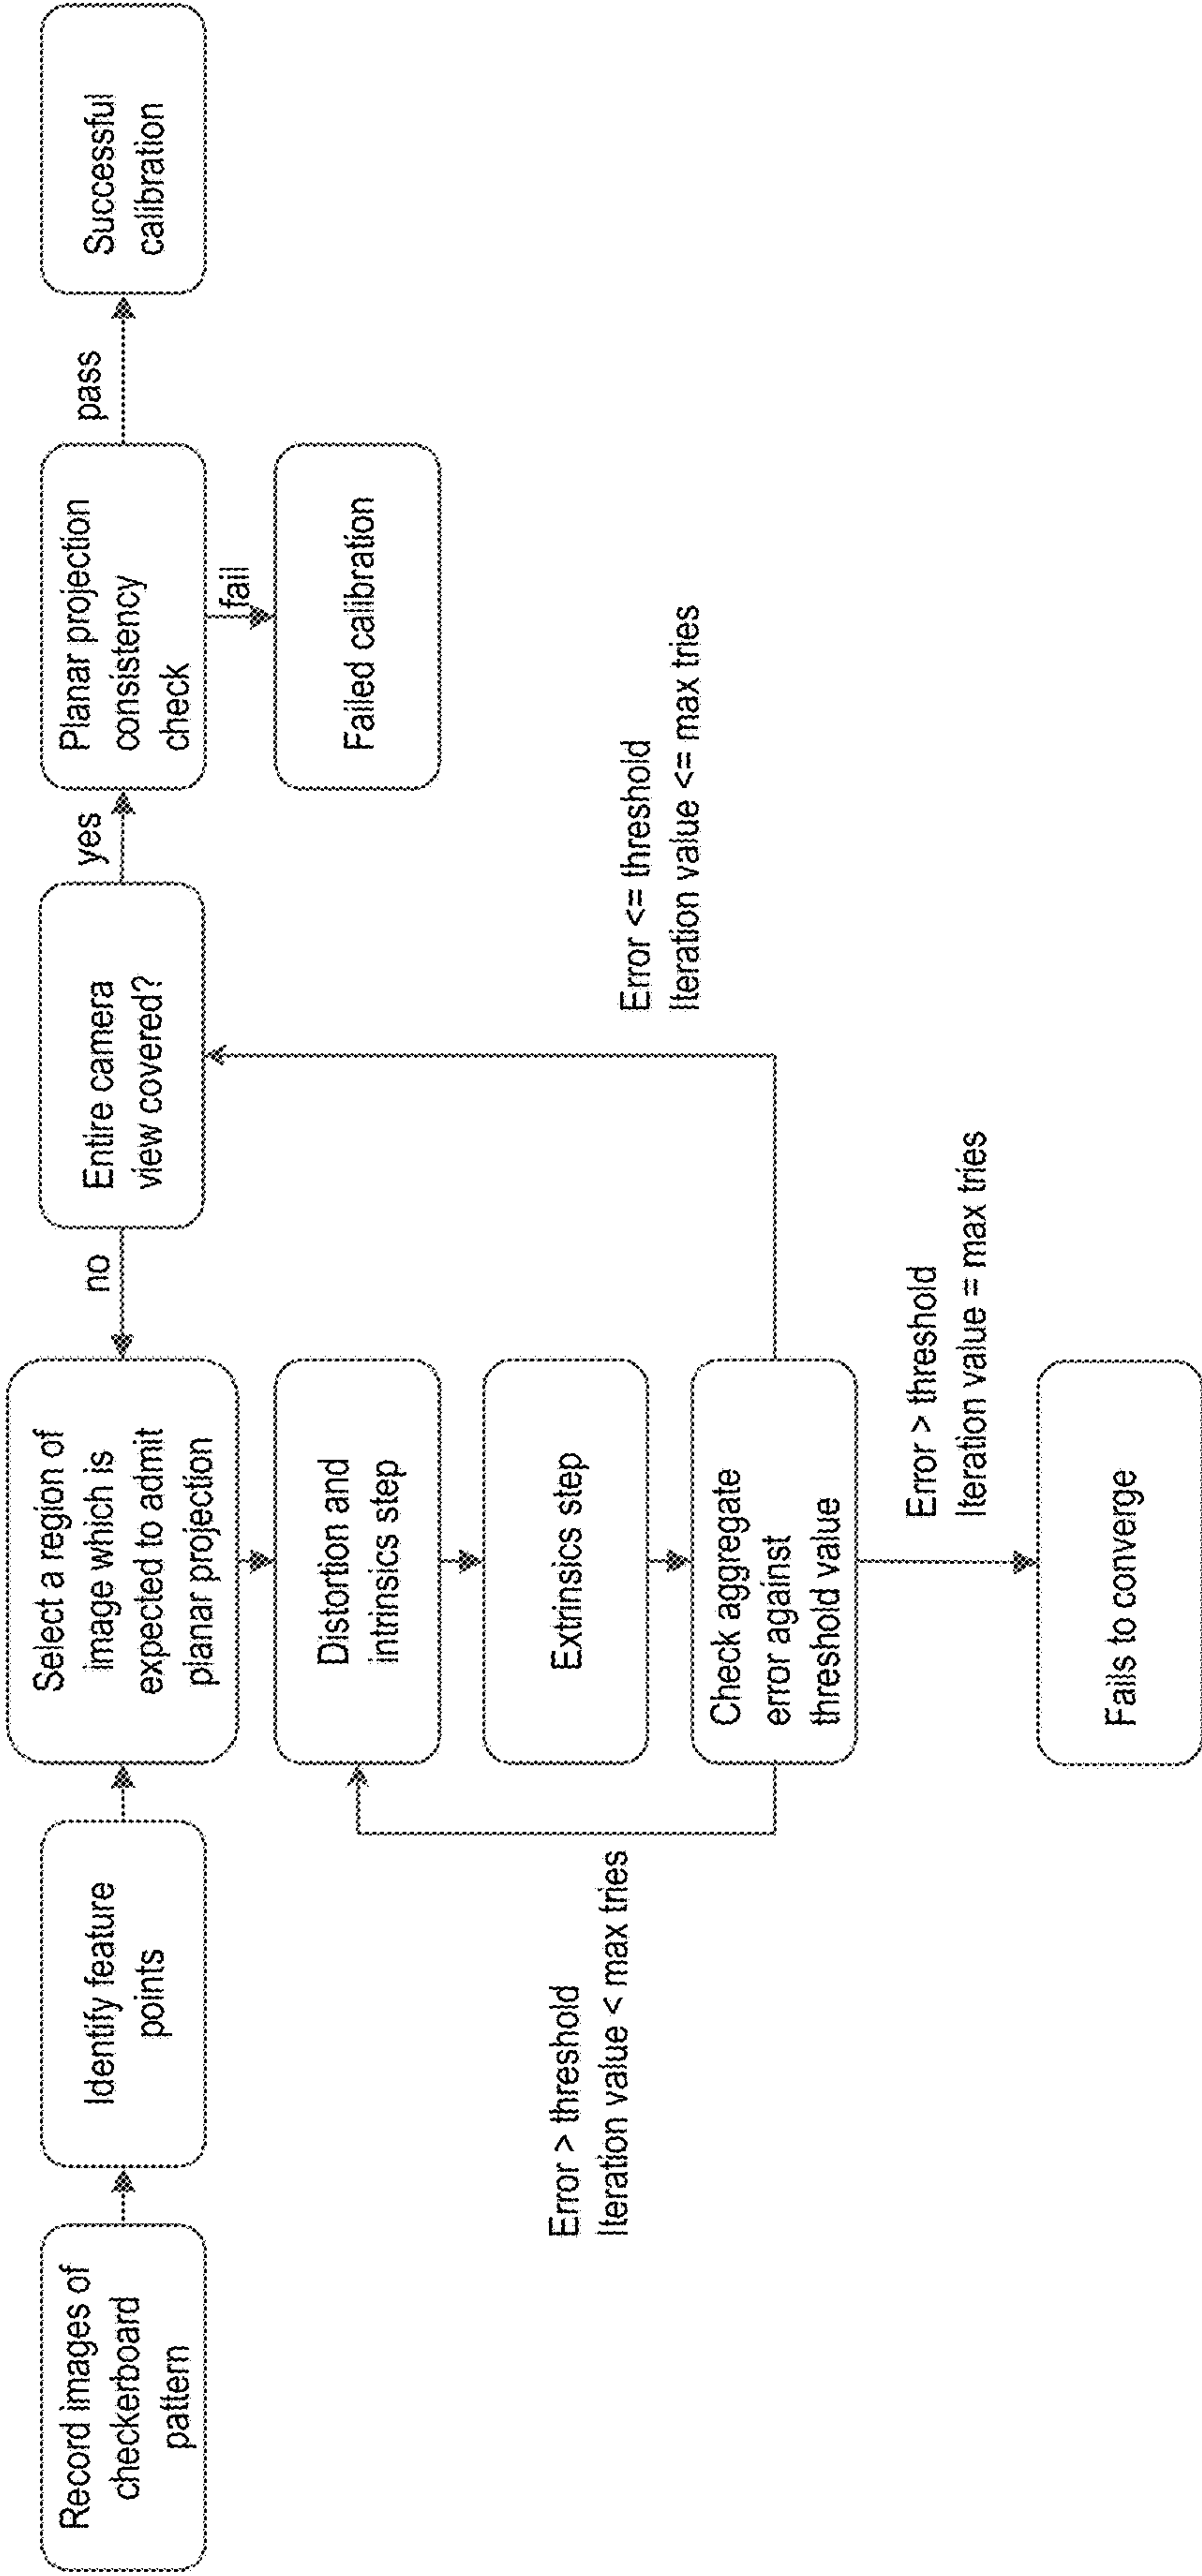 Record images of
checkerboard
pattern
Identify feature
points
Select a region of
image which is
expected to admit
planar projection
no
Entire camera
view covered?
yes
Planar projection
consistency
check
pass
Successful
calibration
fail
Failed calibration
Distortion and
intrinsics step
Extrinsics step
Check aggregate
error against
threshold value
Error > threshold
Iteration value < max tries
Error <= threshold
Iteration value <= max tries
Error > threshold
Iteration value = max tries
Fails to converge